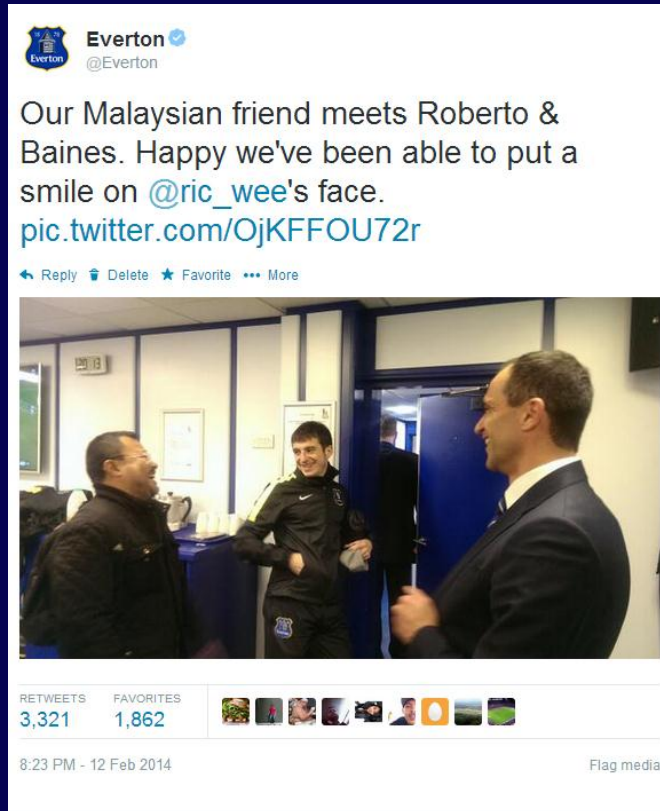 Everton
Everton
@Everton
Our Malaysian friend meets Roberto &
Baines. Happy we've been able to put a
smile on @ric_wee's face.
pic.twitter.com/OjKFFOU72r
Reply Delete Favorite More
RETWEETS FAVORITES
3,321 1,862
8:23 PM - 12 Feb 2014
Flag media